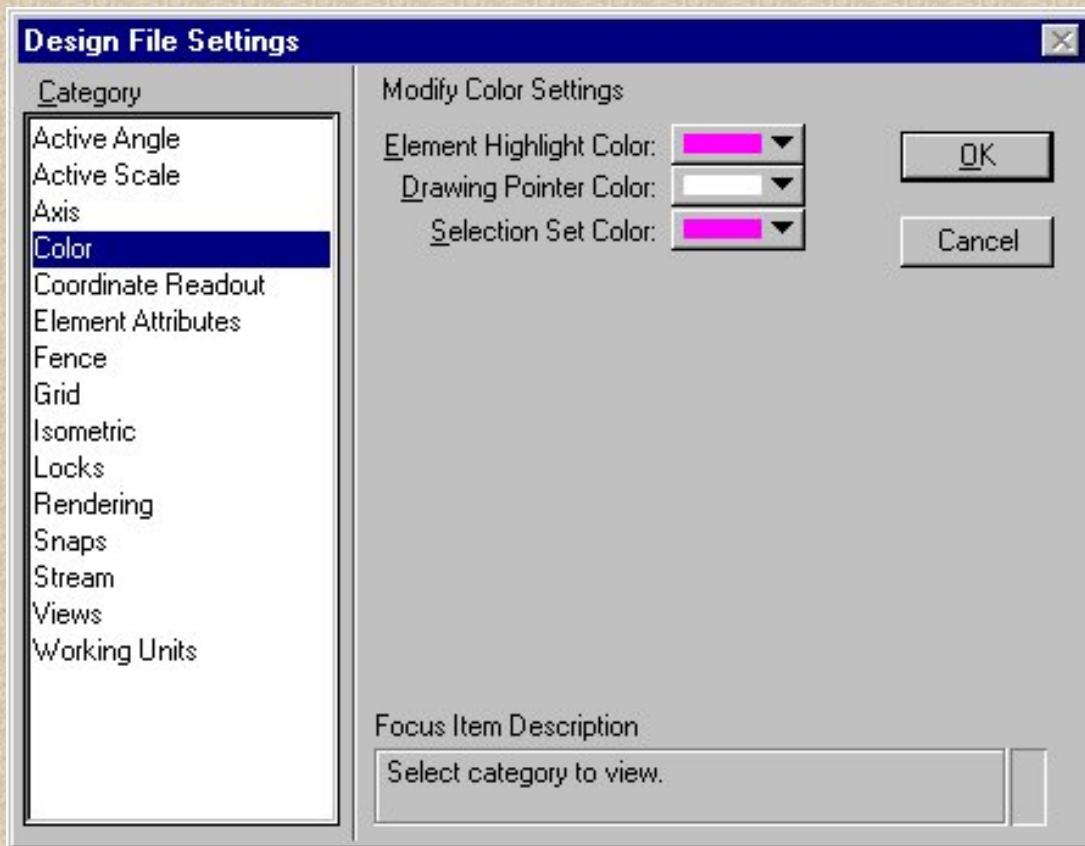 Design File Settings
Category
Active Angle
Active Scale
Axis
Color
Coordinate Readout
Element Attributes
Fence
Grid
Isometric
Locks
Rendering
Snaps
Stream
Views
Working Units
Modify Color Settings
Element Highlight Color:
Drawing Pointer Color:
Selection Set Color:
OK
Cancel
Focus Item Description
Select category to view.